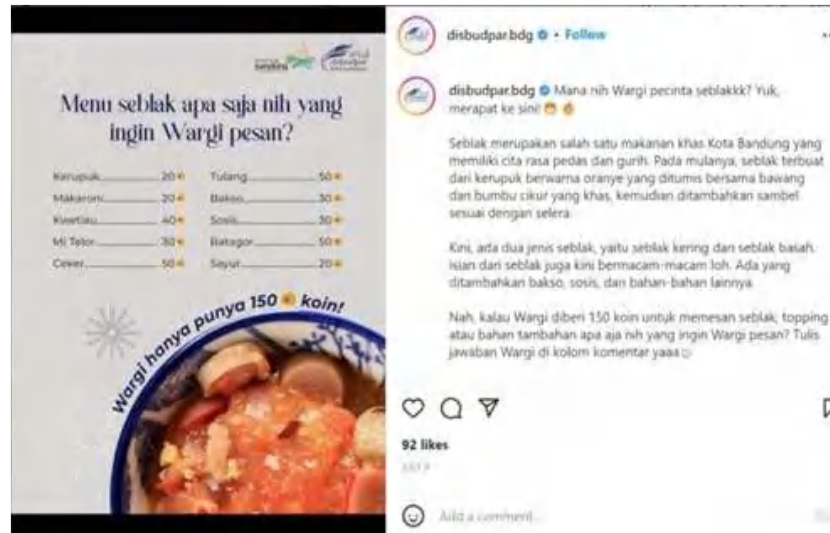 Menu seblak apa saja nih yang
ingin Wargi pesan?
Kerupuk 20
Makaroni 20
Kwetiau 40
Mi Telor 30
Ceker 50
Tulang 50
Bakso 30
Sosis 30
Batagor 50
Sayur 20
Wargi hanya punya 150 koin!
disbudpar.bdg • Follow
disbudpar.bdg Mana nih Wargi pecinta seblakkk? Yuk,
merapat ke sini!
Seblak merupakan salah satu makanan khas Kota Bandung yang
memiliki cita rasa pedas dan gurih. Pada mulanya, seblak terbuat
dari kerupuk berwarna oranye yang ditumis bersama bawang
dan bumbu cikur yang khas, kemudian ditambahkan sambel
sesuai dengan selera.
Kini, ada dua jenis seblak, yaitu seblak kering dan seblak basah.
Isian dari seblak juga kini bermacam-macam loh. Ada yang
ditambahkan bakso, sosis, dan bahan-bahan lainnya.
Nah, kalau Wargi diberi 150 koin untuk memesan seblak, topping
atau bahan tambahan apa aja nih yang ingin Wargi pesan? Tulis
jawaban Wargi di kolom komentar yaaa
92 likes
Add a comment...